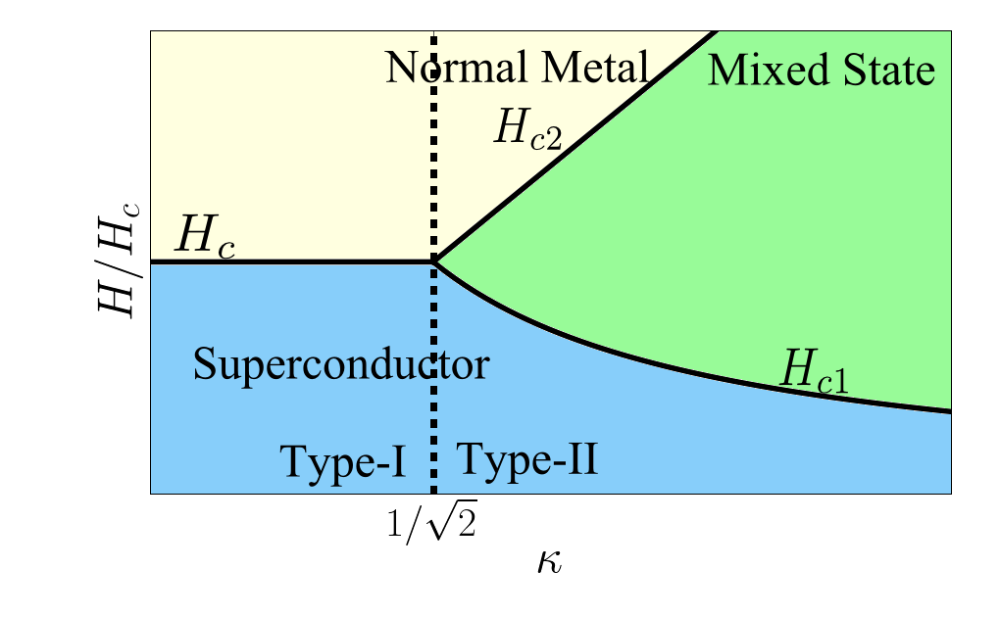 Normal Metal
Mixed State
H_{c2}
H/H_c
H_c
Superconductor
H_{c1}
Type-I
Type-II
1/√2
κ